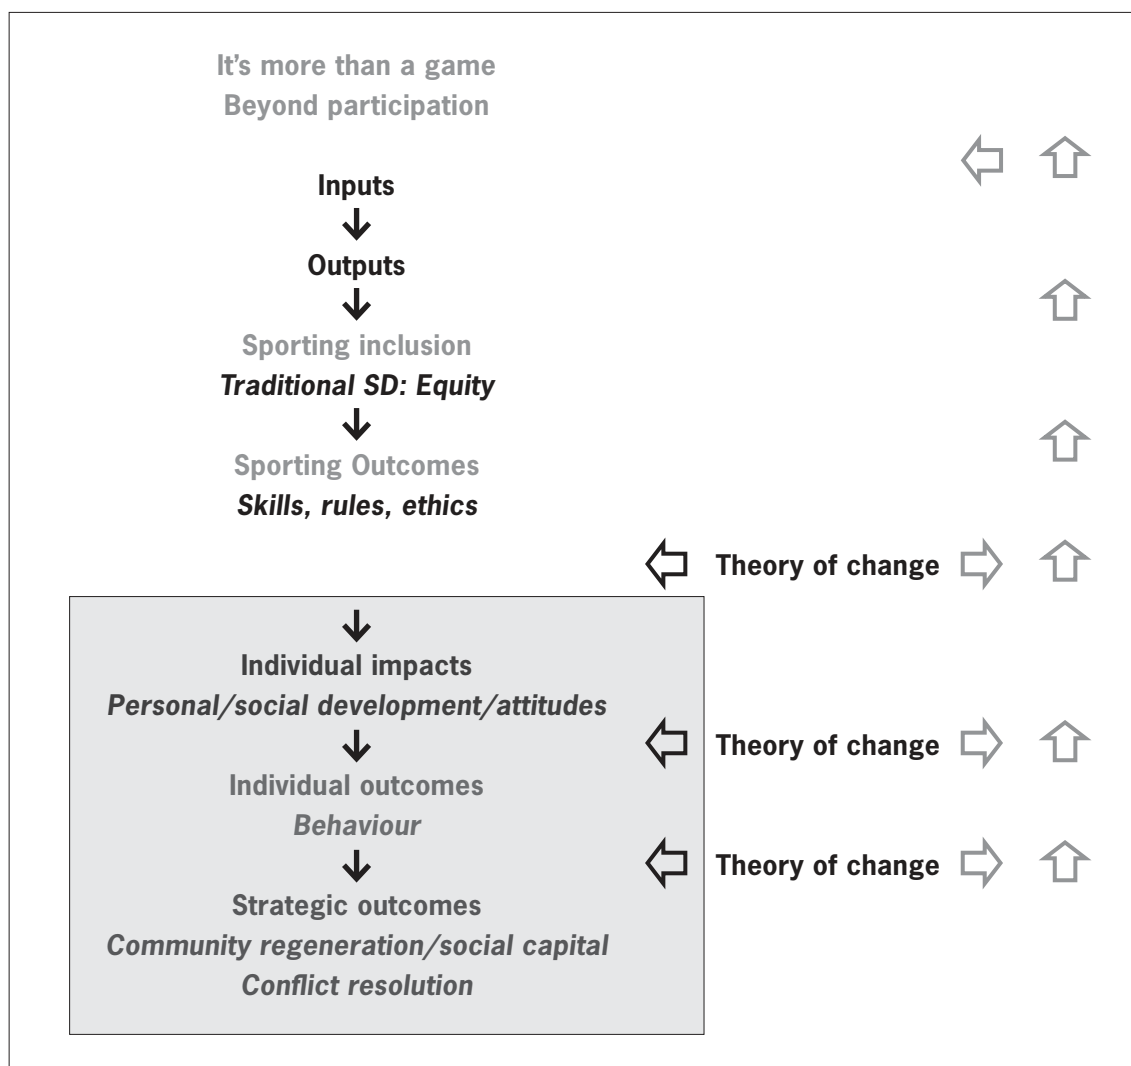 It’s more than a game
Beyond participation
Inputs
Outputs
Sporting inclusion
Traditional SD: Equity
Sporting Outcomes
Skills, rules, ethics
Theory of change
Individual impacts
Personal/social development/attitudes
Theory of change
Individual outcomes
Behaviour
Theory of change
Strategic outcomes
Community regeneration/social capital
Conflict resolution